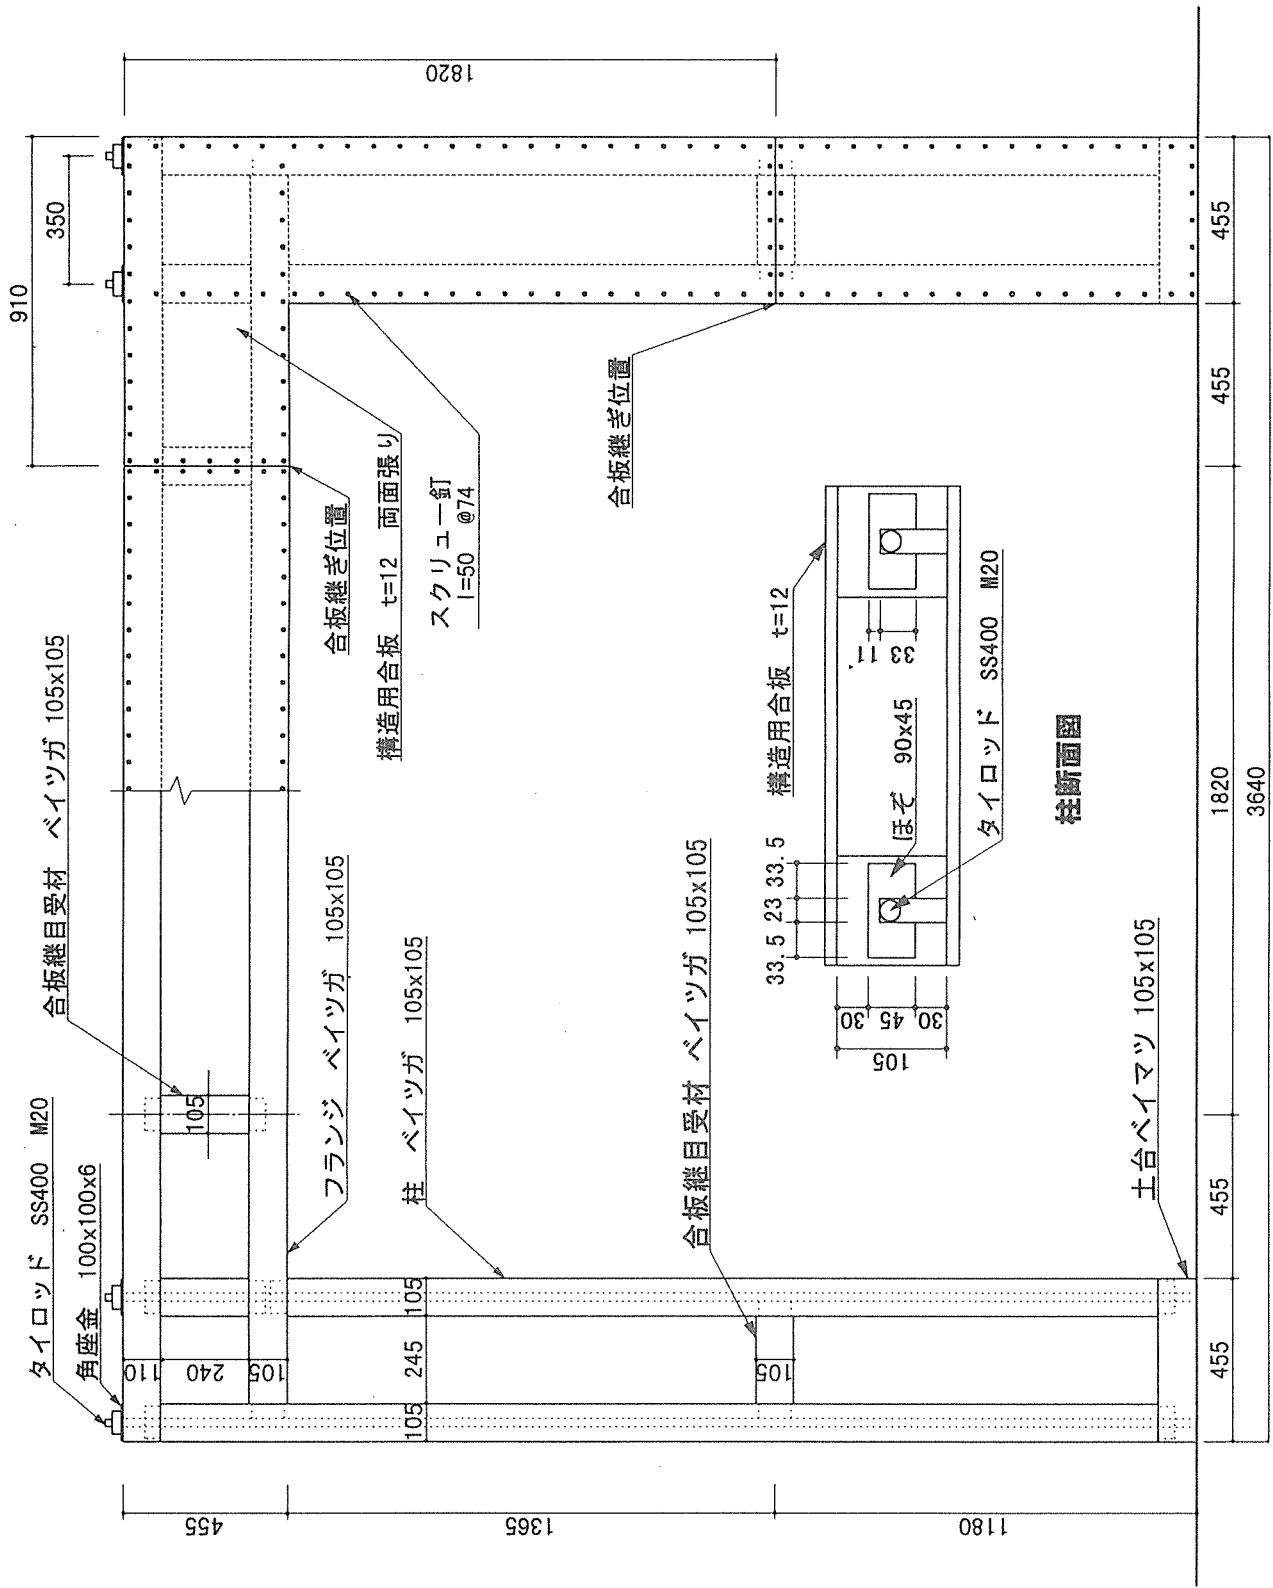 タイロッド SS400 M20
角座金 100x100x6
合板継目受材 ベイツガ 105x105
910
350
1820
110
240
105
105
フランジ ベイツガ 105x105
柱 ベイツガ 105x105
105
245
105
合板継ぎ位置
構造用合板 t=12 両面張り
スクリュー釘
l=50 @74
合板継ぎ位置
合板継目受材 ベイツガ 105x105
105
構造用合板 t=12
33.5 23 33.5
ほぞ 90x45
33 11
30
45
30
105
タイロッド SS400 M20
柱断面図
土台ベイマツ 105x105
455
1365
1180
455
455
1820
455
455
3640